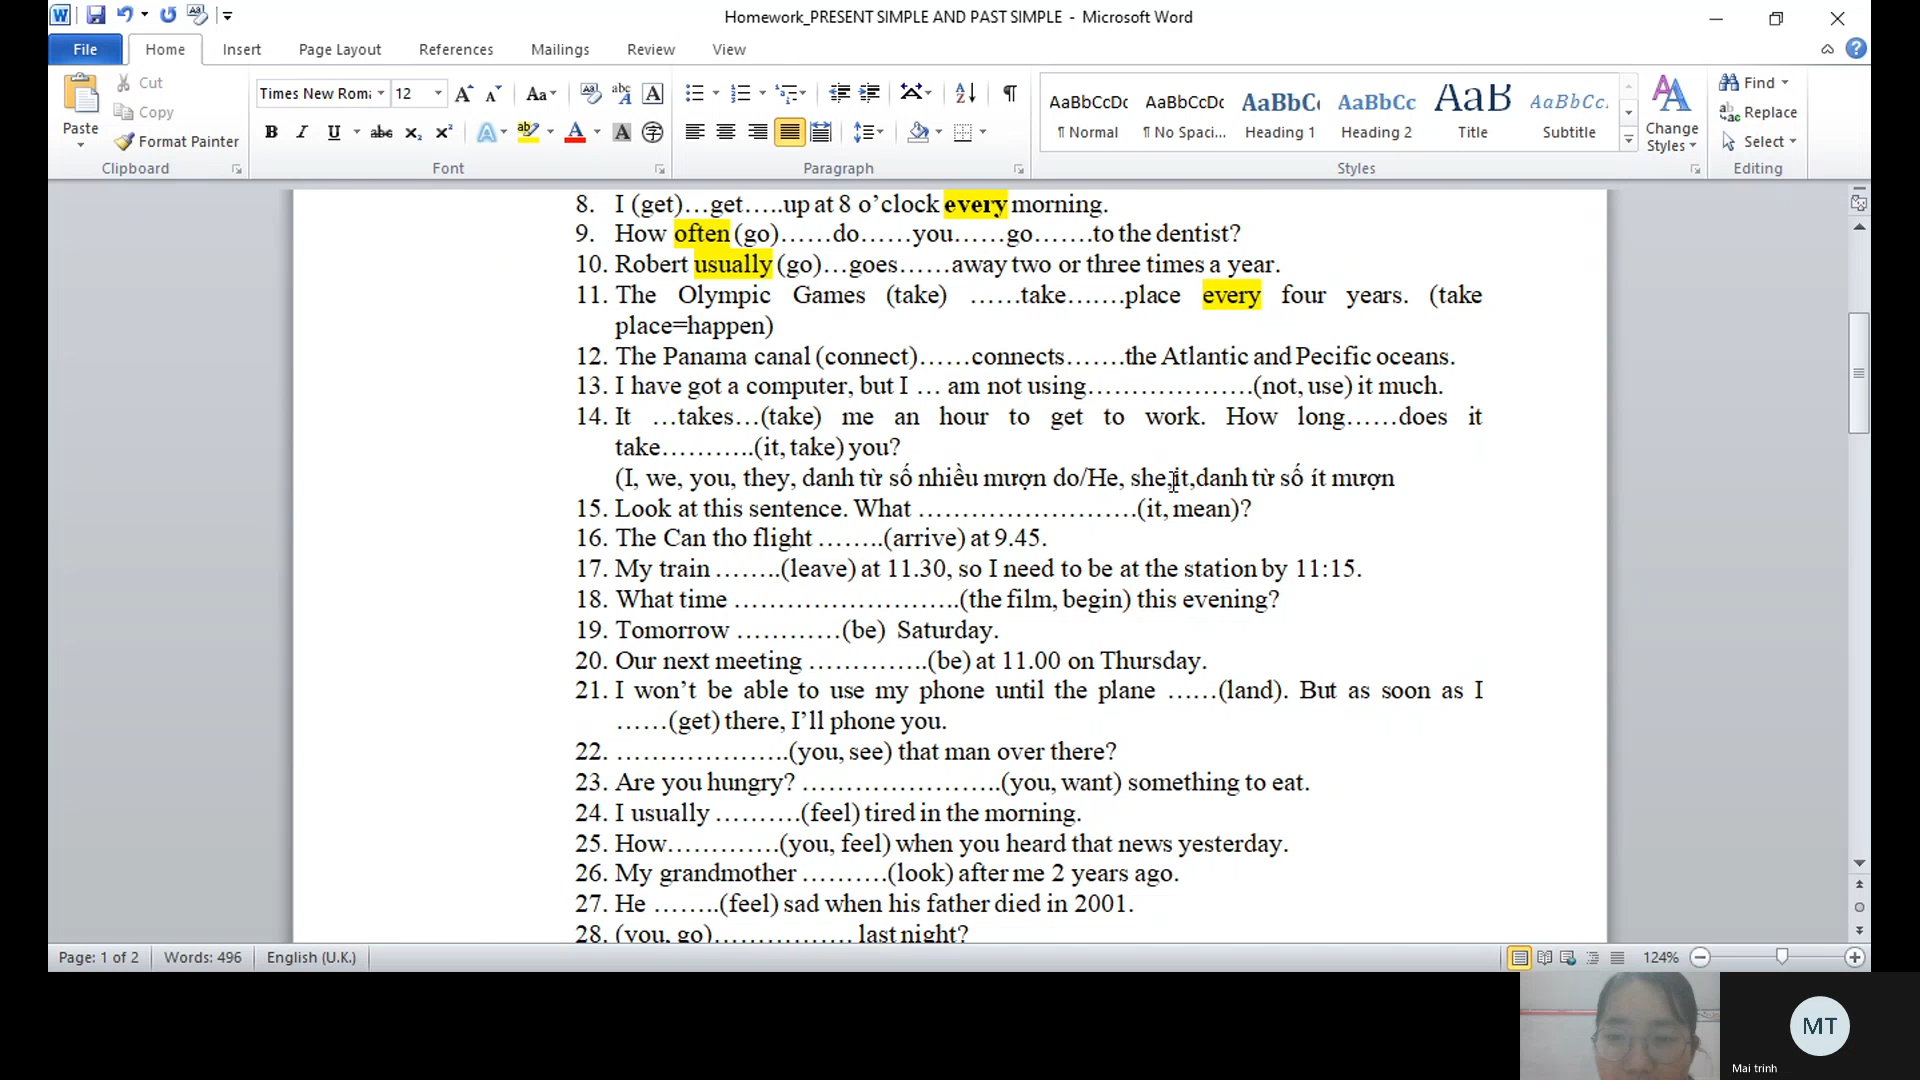 Homework_PRESENT SIMPLE AND PAST SIMPLE - Microsoft Word
File Home Insert Page Layout References Mailings Review View
Paste
Cut
Copy
Format Painter
Clipboard
Times New Roma 12
Font
Paragraph
AaBbCcDc ¶ Normal
AaBbCcDc ¶ No Spaci...
AaBbC Heading 1
AaBbCc Heading 2
AaB Title
AaBbCc. Subtitle
Change Styles
Styles
Find
Replace
Select
Editing
8. I (get)…get…..up at 8 o’clock every morning.
9. How often (go)……do……you……go…….to the dentist?
10. Robert usually (go)…goes……away two or three times a year.
11. The Olympic Games (take) ……take…….place every four years. (take
place=happen)
12. The Panama canal (connect)……connects…….the Atlantic and Pecific oceans.
13. I have got a computer, but I … am not using……………….(not, use) it much.
14. It …takes…(take) me an hour to get to work. How long……does it
take………..(it, take) you?
(I, we, you, they, danh từ số nhiều mượn do/He, she,it,danh từ số ít mượn
15. Look at this sentence. What …………………….(it, mean)?
16. The Can tho flight ……..(arrive) at 9.45.
17. My train ……..(leave) at 11.30, so I need to be at the station by 11:15.
18. What time ……………………..(the film, begin) this evening?
19. Tomorrow …………(be) Saturday.
20. Our next meeting …………..(be) at 11.00 on Thursday.
21. I won’t be able to use my phone until the plane ……(land). But as soon as I
……(get) there, I’ll phone you.
22. ………………..(you, see) that man over there?
23. Are you hungry? …………………..(you, want) something to eat.
24. I usually ……….(feel) tired in the morning.
25. How………….(you, feel) when you heard that news yesterday.
26. My grandmother ……….(look) after me 2 years ago.
27. He ……..(feel) sad when his father died in 2001.
28. (you, go)……………. last night?
Page: 1 of 2 Words: 496 English (U.K.) 124%
MT
Mai trinh